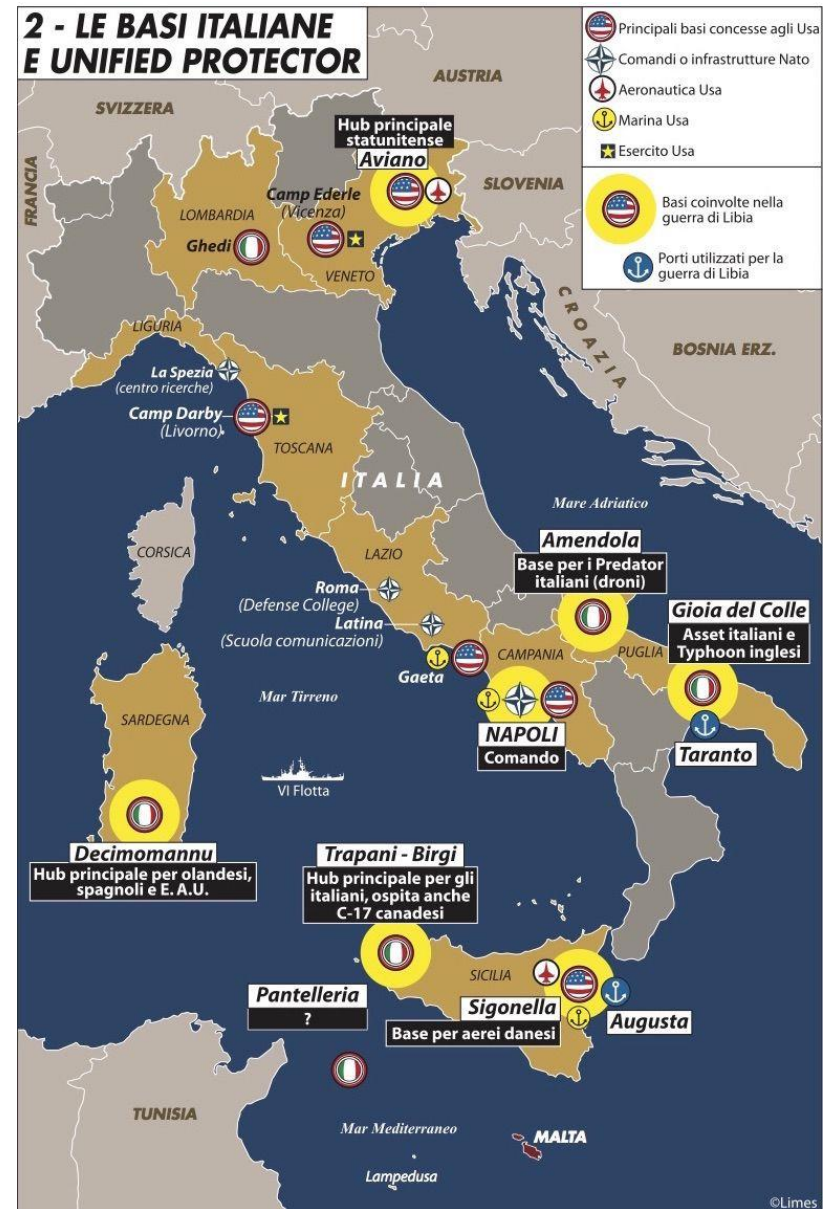 2 - LE BASI ITALIANE
E UNIFIED PROTECTOR
Principali basi concesse agli Usa
Comandi o infrastrutture Nato
Aeronautica Usa
Marina Usa
Esercito Usa
Basi coinvolte nella
guerra di Libia
Porti utilizzati per la
guerra di Libia
AUSTRIA
SVIZZERA
FRANCIA
Hub principale
statunitense
Aviano
SLOVENIA
Camp Ederle
(Vicenza)
LOMBARDIA
Ghedi
VENETO
CROAZIA
BOSNIA ERZ.
LIGURIA
La Spezia
(centro ricerche)
Camp Darby
(Livorno)
TOSCANA
ITALIA
Mare Adriatico
CORSICA
LAZIO
Roma
(Defense College)
Latina
(Scuola comunicazioni)
Gaeta
Amendola
Base per i Predator
italiani (droni)
Gioia del Colle
Asset italiani e
Typhoon inglesi
CAMPANIA
PUGLIA
Mar Tirreno
NAPOLI
Comando
Taranto
SARDEGNA
VI Flotta
Decimomannu
Hub principale per olandesi,
spagnoli e E. A.U.
Trapani - Birgi
Hub principale per gli
italiani, ospita anche
C-17 canadesi
SICILIA
Pantelleria
?
Sigonella
Base per aerei danesi
Augusta
TUNISIA
Mar Mediterraneo
MALTA
Lampedusa
©Limes